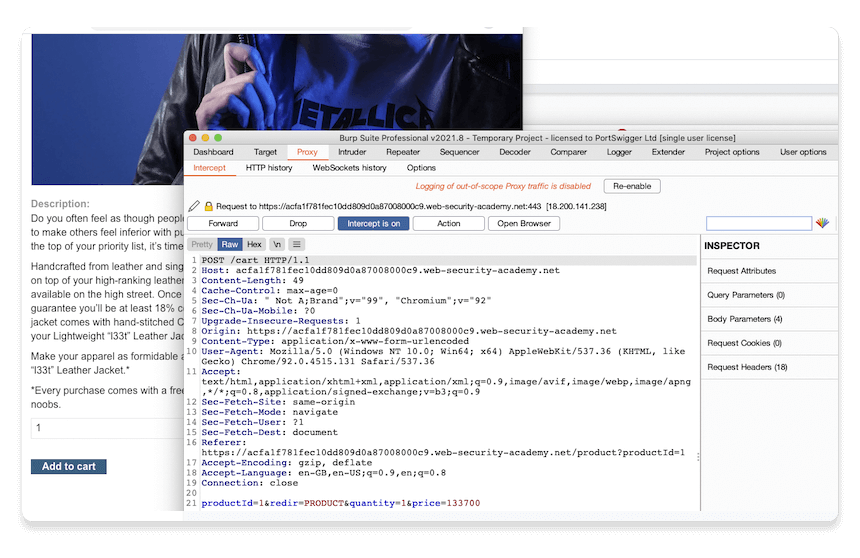 METALLICA
Burp Suite Professional v2021.8 - Temporary Project - licensed to PortSwigger Ltd [single user license]
Dashboard Target Proxy Intruder Repeater Sequencer Decoder Comparer Logger Extender Project options User options
Intercept HTTP history WebSockets history Options
Logging of out-of-scope Proxy traffic is disabled Re-enable
Request to https://acfa1f781fec10dd809d0a87008000c9.web-security-academy.net:443 [18.200.141.238]
Forward Drop Intercept is on Action Open Browser
Pretty Raw Hex \n
INSPECTOR
Request Attributes
Query Parameters (0)
Body Parameters (4)
Request Cookies (0)
Request Headers (18)
1 POST /cart HTTP/1.1
2 Host: acfa1f781fec10dd809d0a87008000c9.web-security-academy.net
3 Content-Length: 49
4 Cache-Control: max-age=0
5 Sec-Ch-Ua: " Not A;Brand";v="99", "Chromium";v="92"
6 Sec-Ch-Ua-Mobile: ?0
7 Upgrade-Insecure-Requests: 1
8 Origin: https://acfa1f781fec10dd809d0a87008000c9.web-security-academy.net
9 Content-Type: application/x-www-form-urlencoded
10 User-Agent: Mozilla/5.0 (Windows NT 10.0; Win64; x64) AppleWebKit/537.36 (KHTML, like
Gecko) Chrome/92.0.4515.131 Safari/537.36
11 Accept:
text/html,application/xhtml+xml,application/xml;q=0.9,image/avif,image/webp,image/apng
,*/*;q=0.8,application/signed-exchange;v=b3;q=0.9
12 Sec-Fetch-Site: same-origin
13 Sec-Fetch-Mode: navigate
14 Sec-Fetch-User: ?1
15 Sec-Fetch-Dest: document
16 Referer:
https://acfa1f781fec10dd809d0a87008000c9.web-security-academy.net/product?productId=1
17 Accept-Encoding: gzip, deflate
18 Accept-Language: en-GB,en-US;q=0.9,en;q=0.8
19 Connection: close
20
21 productId=1&redir=PRODUCT&quantity=1&price=133700
Description:
Do you often feel as though people
to make others feel inferior with pu
the top of your priority list, it's time
Handcrafted from leather and sing
on top of your high-ranking leather
available on the high street. Once
guarantee you'll be at least 18% c
jacket comes with hand-stitched C
your Lightweight "l33t" Leather Jac
Make your apparel as formidable a
"l33t" Leather Jacket.*
*Every purchase comes with a free
noobs.
1
Add to cart